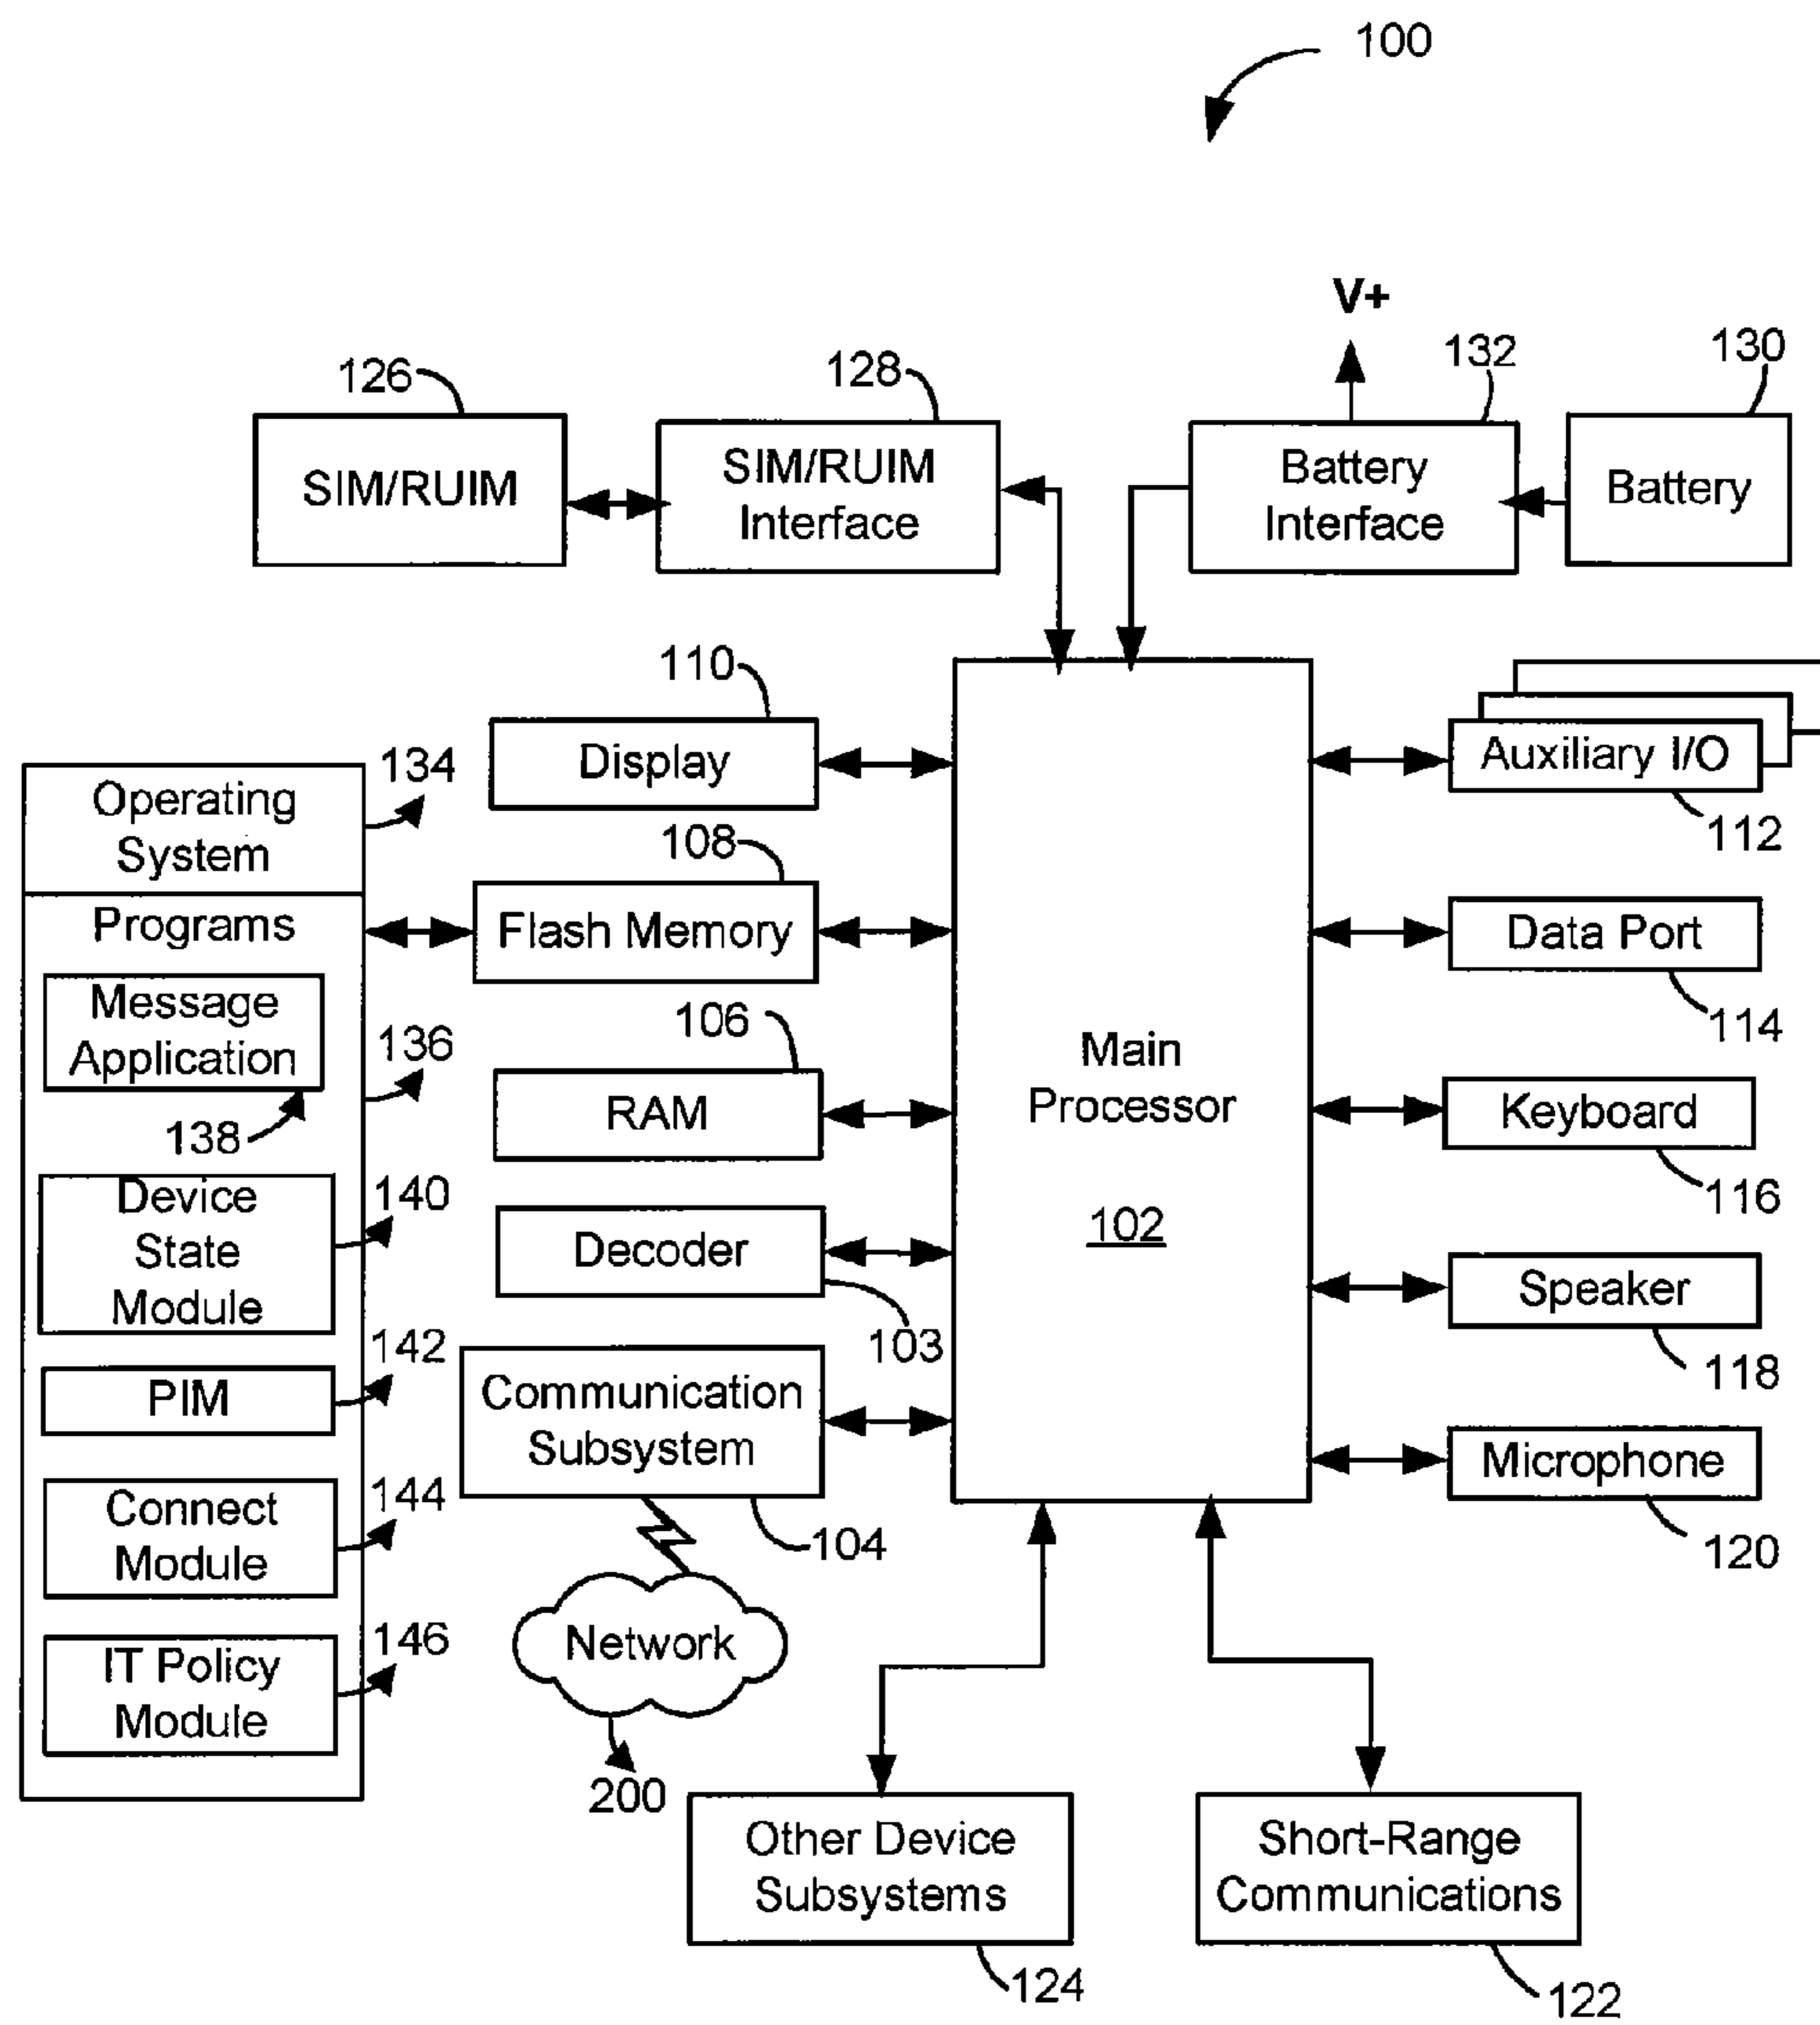 100
V+
126
128
132
130
SIM/RUIM
SIM/RUIM
Interface
Battery
Interface
Battery
110
Display
Auxiliary I/O
112
134
Operating
System
108
Programs
Flash Memory
Data Port
114
Message
Application
138
136
106
RAM
Main
Processor
102
Keyboard
116
Device
State
Module
140
Decoder
103
Speaker
118
PIM
142
Communication
Subsystem
104
Microphone
120
Connect
Module
144
Network
200
IT Policy
Module
146
Other Device
Subsystems
124
Short-Range
Communications
122